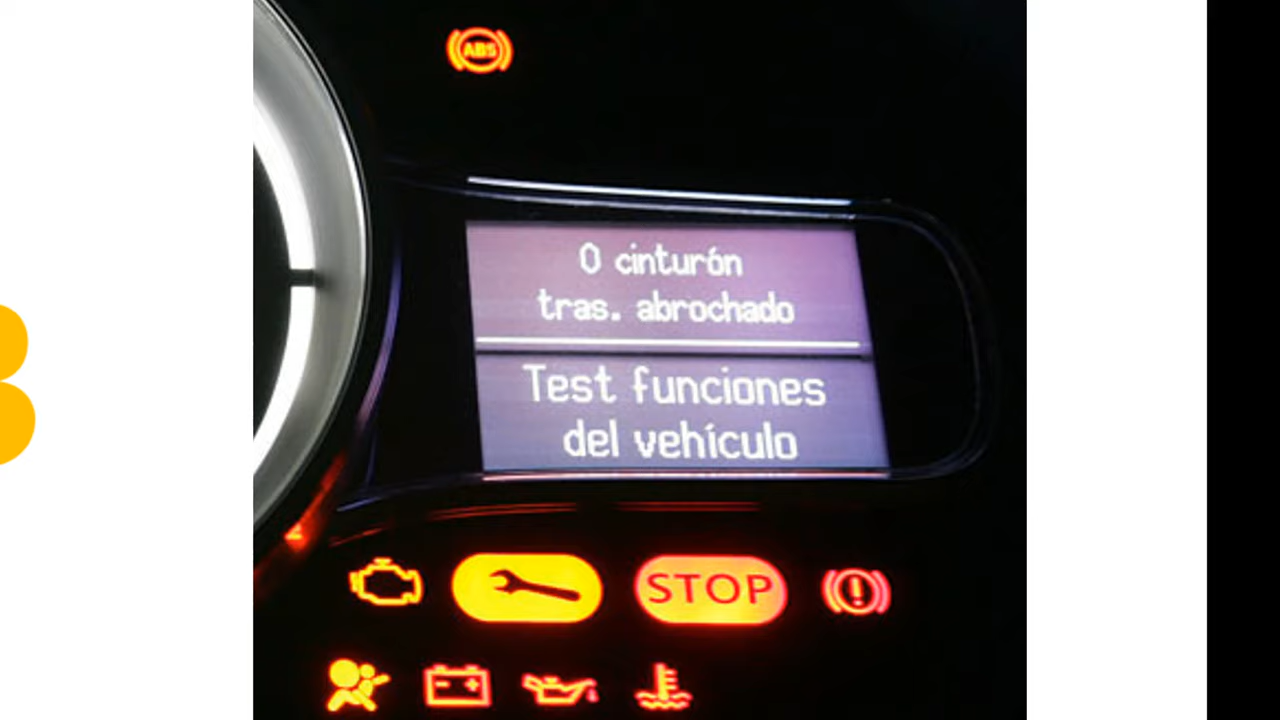 ABS
0 cinturón
tras. abrochado
Test funciones
del vehículo
STOP